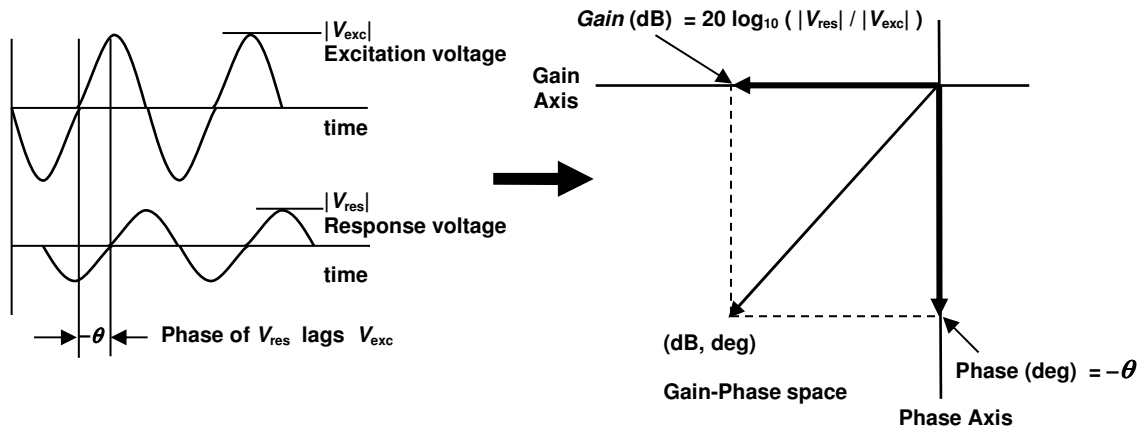 |Vexc|
Excitation voltage
time
|Vres|
Response voltage
time
−θ
Phase of Vres lags Vexc
Gain (dB) = 20 log10 ( |Vres| / |Vexc| )
Gain
Axis
(dB, deg)
Gain-Phase space
Phase (deg) = −θ
Phase Axis